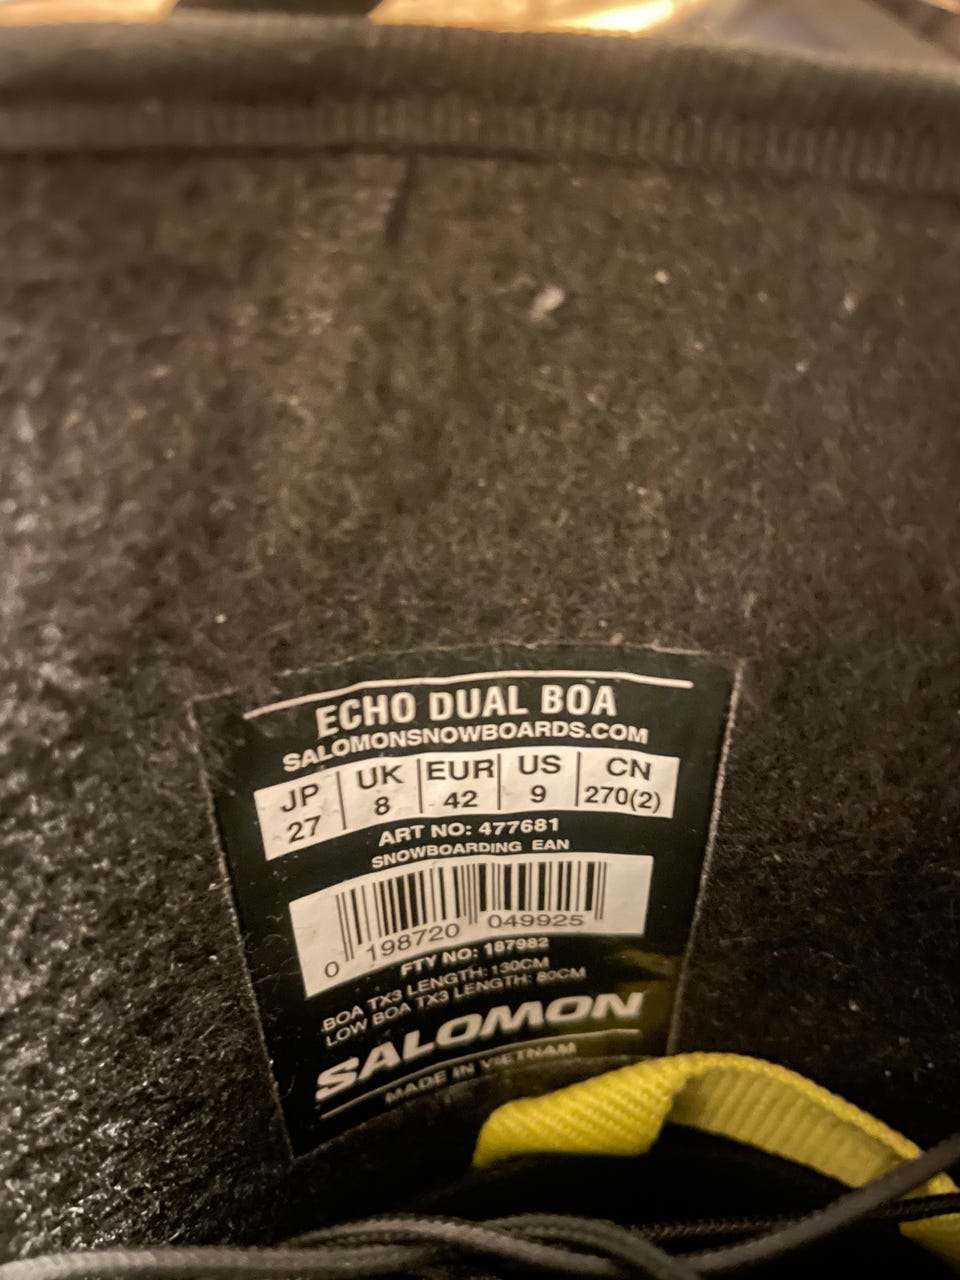 ECHO DUAL BOA
SALOMONSNOWBOARDS.COM
JP UK EUR US CN
27 8 42 9 270(2)
ART NO: 477681
SNOWBOARDING EAN
0 198720 049925
FTY NO: 187982
BOA TX3 LENGTH: 130CM
LOW BOA TX3 LENGTH: 80CM
SALOMON
MADE IN VIETNAM